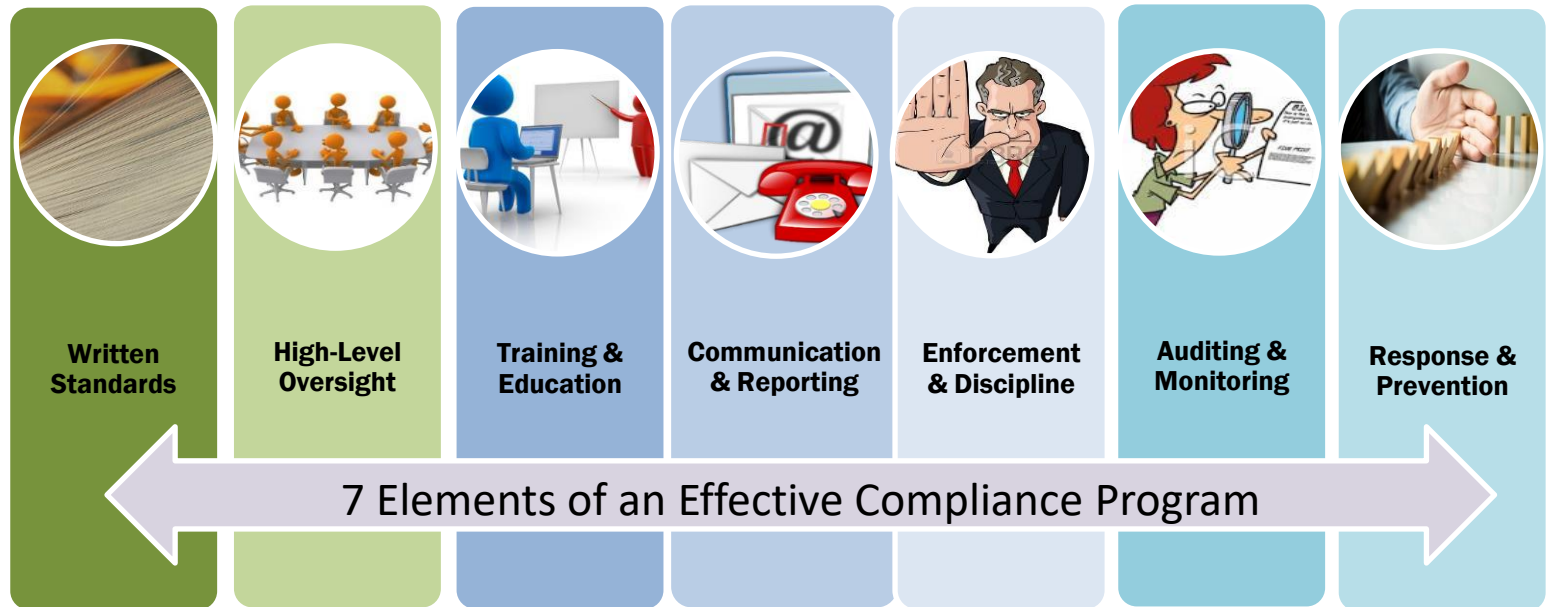 Written
Standards
High-Level
Oversight
Training &
Education
Communication
& Reporting
Enforcement
& Discipline
Auditing &
Monitoring
Response &
Prevention
@
7 Elements of an Effective Compliance Program